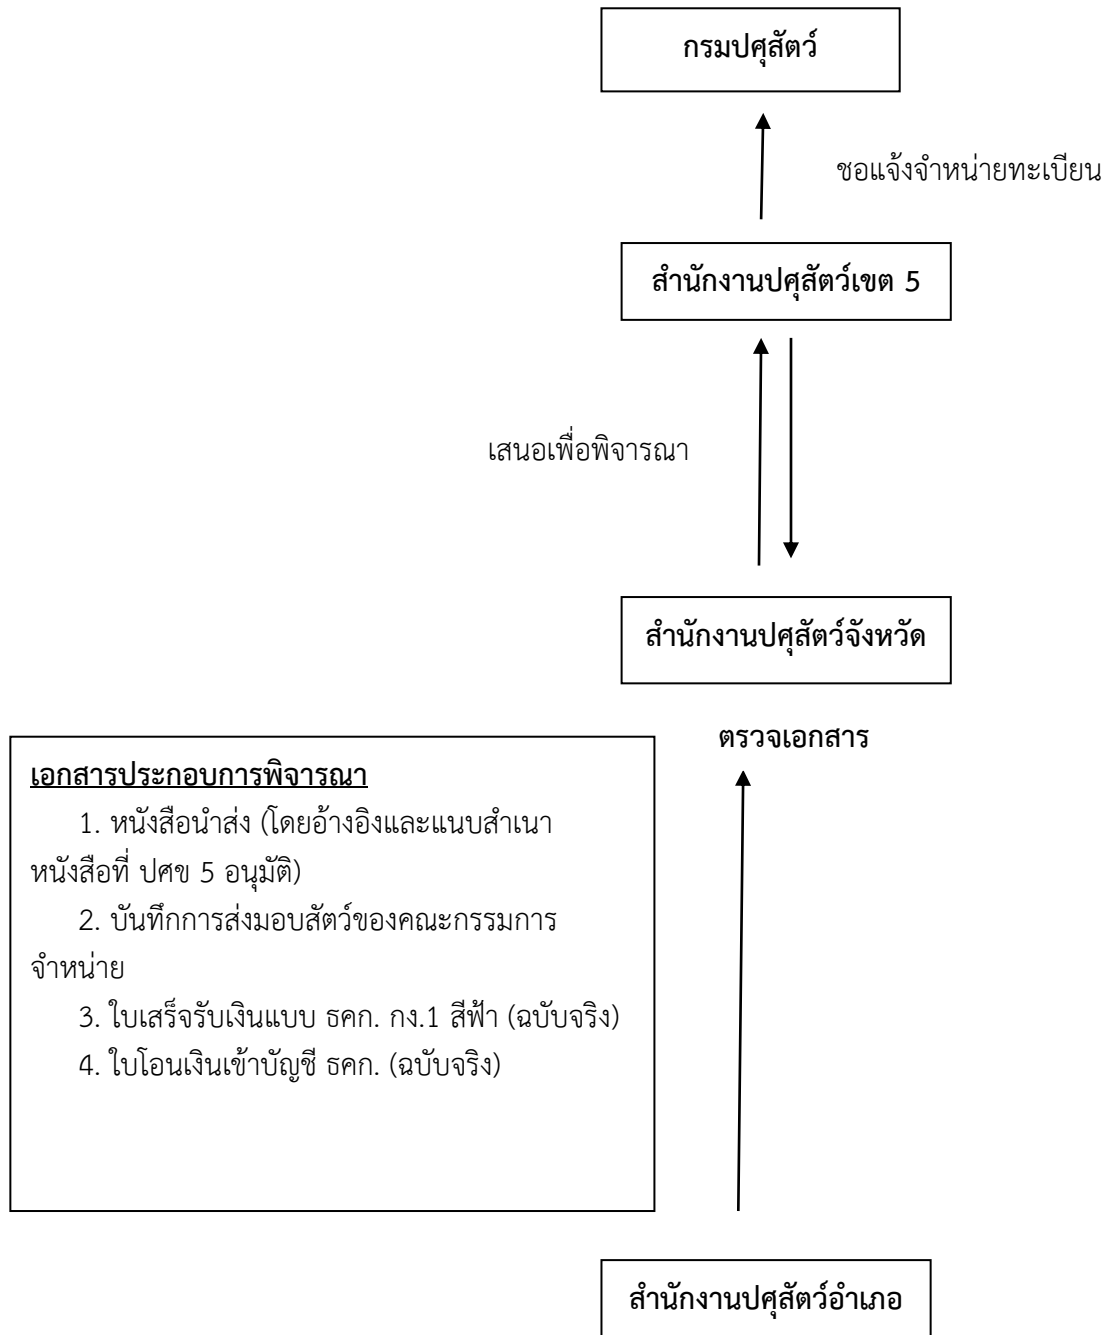 กรมปศุสัตว์
ชอแจ้งจำหน่ายทะเบียน
สำนักงานปศุสัตว์เขต 5
เสนอเพื่อพิจารณา
สำนักงานปศุสัตว์จังหวัด
ตรวจเอกสาร
เอกสารประกอบการพิจารณา
1. หนังสือนำส่ง (โดยอ้างอิงและแนบสำเนา
หนังสือที่ ปศข 5 อนุมัติ)
2. บันทึกการส่งมอบสัตว์ของคณะกรรมการ
จำหน่าย
3. ใบเสร็จรับเงินแบบ ธคก. กง.1 สีฟ้า (ฉบับจริง)
4. ใบโอนเงินเข้าบัญชี ธคก. (ฉบับจริง)
สำนักงานปศุสัตว์อำเภอ